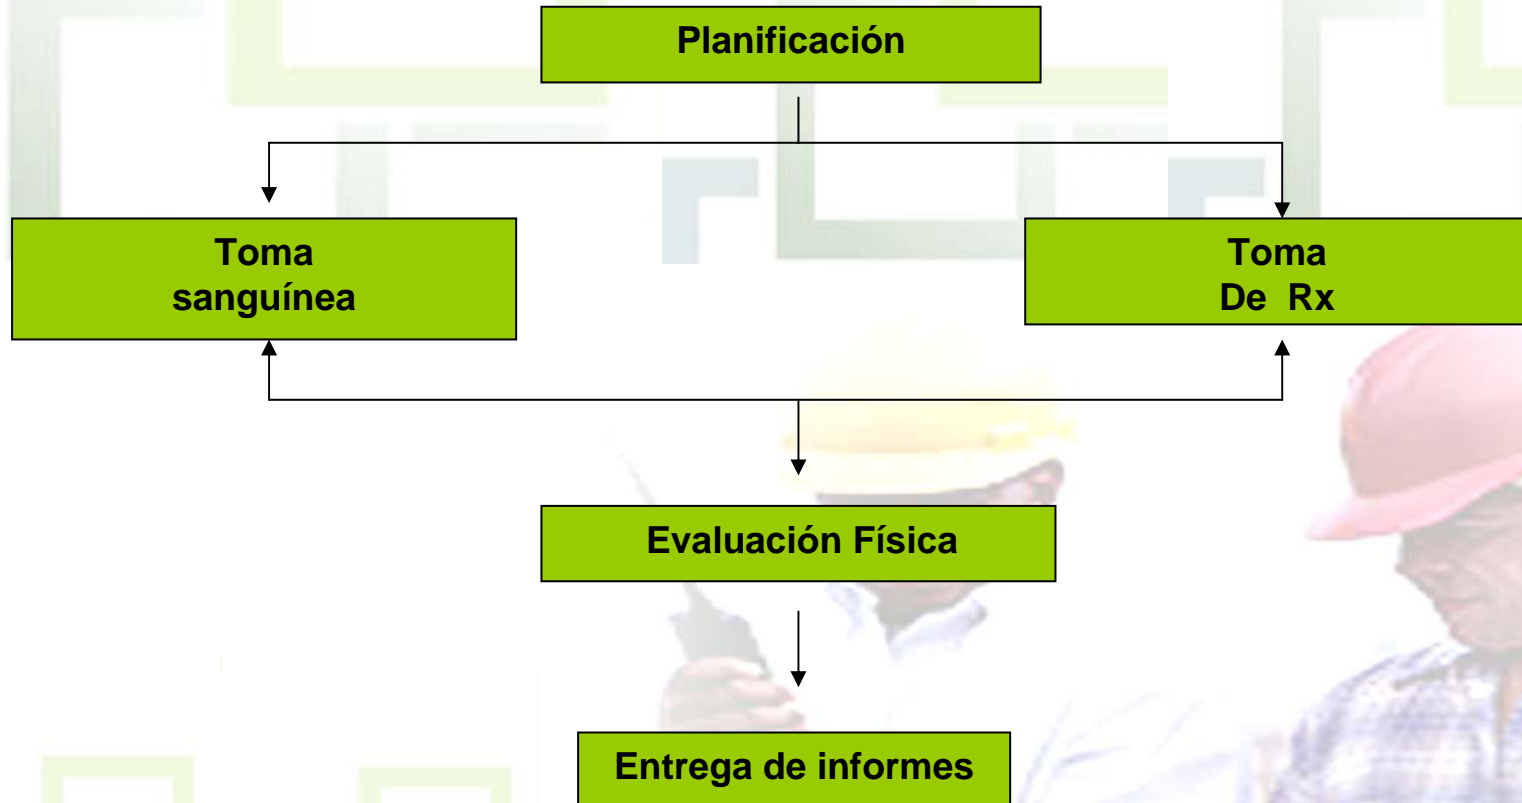 Planificación
Toma
sanguínea
Toma
De Rx
Evaluación Física
Entrega de informes